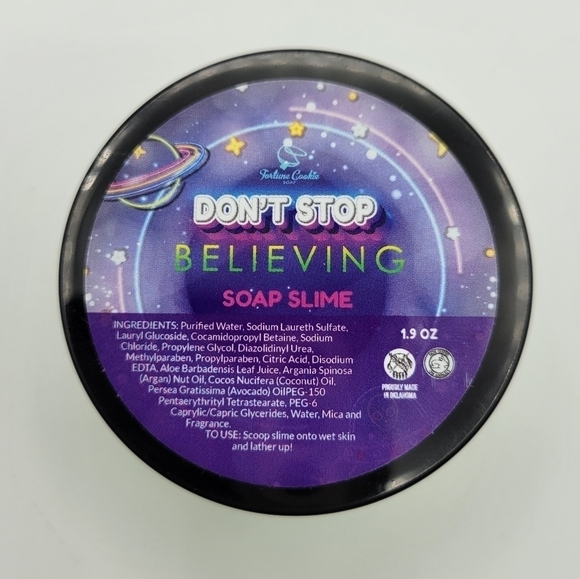 Fortune Cookie
SOAP
DON'T STOP
BELIEVING
SOAP SLIME
INGREDIENTS: Purified Water, Sodium Laureth Sulfate,
Lauryl Glucoside, Cocamidopropyl Betaine, Sodium
Chloride, Propylene Glycol, Diazolidinyl Urea,
Methylparaben, Propylparaben, Citric Acid, Disodium
EDTA, Aloe Barbadensis Leaf Juice, Argania Spinosa
(Argan) Nut Oil, Cocos Nucifera (Coconut) Oil,
Persea Gratissima (Avocado) OilPEG-150
Pentaerythrityl Tetrastearate, PEG-6
Caprylic/Capric Glycerides, Water, Mica and
Fragrance.
TO USE: Scoop slime onto wet skin
and lather up!
1.9 OZ
PROUDLY MADE
IN OKLAHOMA